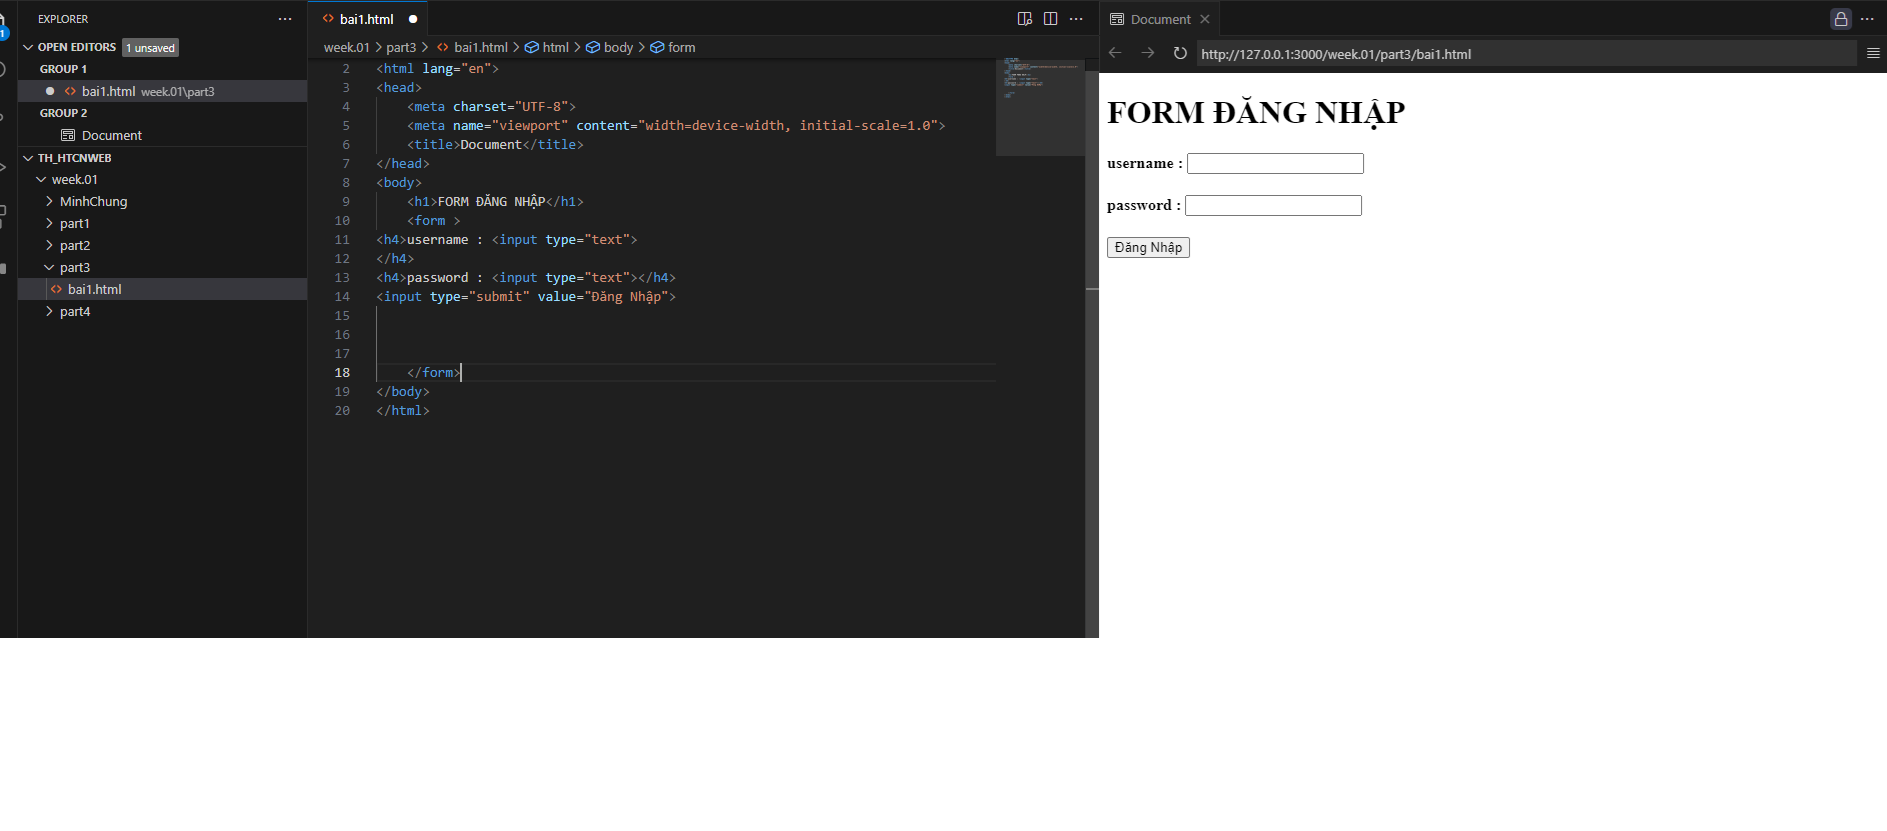 EXPLORER
OPEN EDITORS 1 unsaved
GROUP 1
bai1.html week.01\part3
GROUP 2
Document
TH_HTCNWEB
week.01
MinhChung
part1
part2
part3
bai1.html
part4
bai1.html
week.01 > part3 > bai1.html > html > body > form
2 <html lang="en">
3 <head>
4 <meta charset="UTF-8">
5 <meta name="viewport" content="width=device-width, initial-scale=1.0">
6 <title>Document</title>
7 </head>
8 <body>
9 <h1>FORM ĐĂNG NHẬP</h1>
10 <form >
11 <h4>username : <input type="text">
12 </h4>
13 <h4>password : <input type="text"></h4>
14 <input type="submit" value="Đăng Nhập">
15
16
17
18 </form>
19 </body>
20 </html>
Document
http://127.0.0.1:3000/week.01/part3/bai1.html
FORM ĐĂNG NHẬP
username :
password :
Đăng Nhập
1